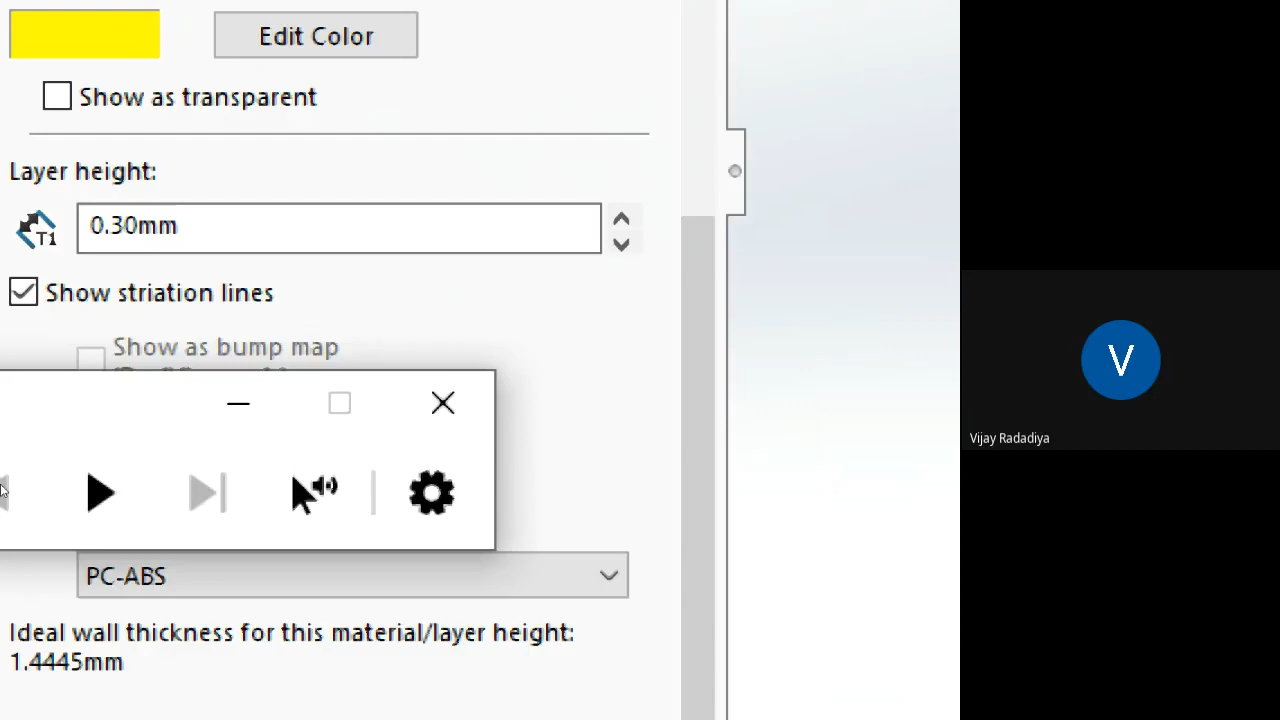 Edit Color
Show as transparent
Layer height:
T1
0.30mm
Show striation lines
Show as bump map
PC-ABS
Ideal wall thickness for this material/layer height:
1.4445mm
V
Vijay Radadiya